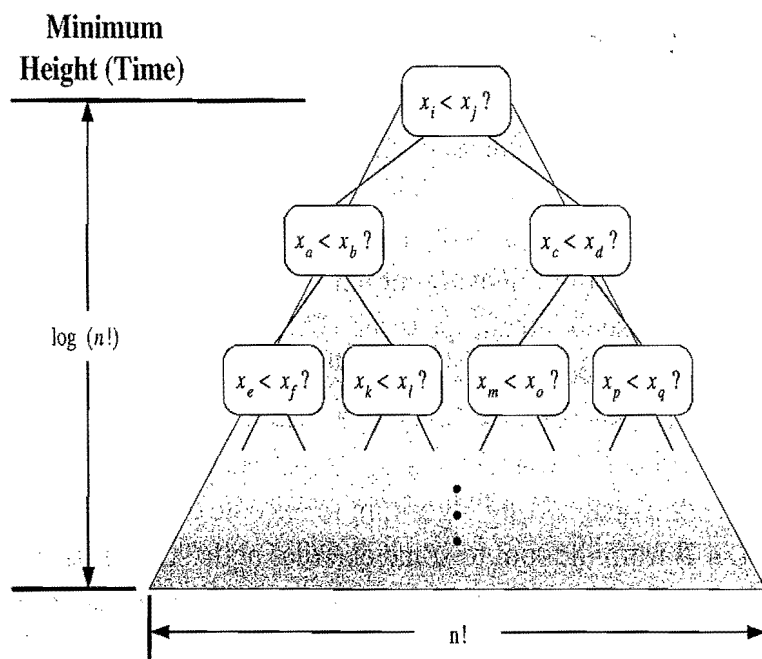 Minimum
Height (Time)
x_i < x_j ?
x_a < x_b ?
x_c < x_d ?
log (n!)
x_e < x_f ?
x_k < x_l ?
x_m < x_o ?
x_p < x_q ?
n!